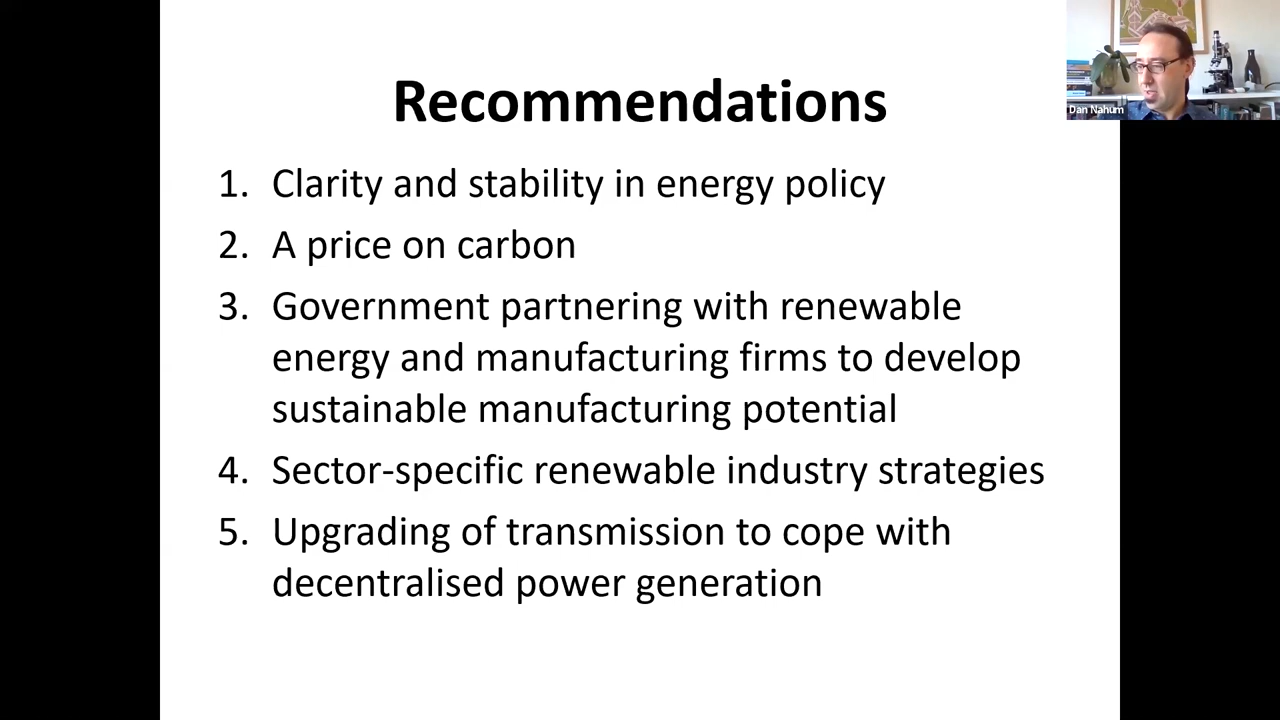 Recommendations
1. Clarity and stability in energy policy
2. A price on carbon
3. Government partnering with renewable
energy and manufacturing firms to develop
sustainable manufacturing potential
4. Sector-specific renewable industry strategies
5. Upgrading of transmission to cope with
decentralised power generation
Dan Nahum